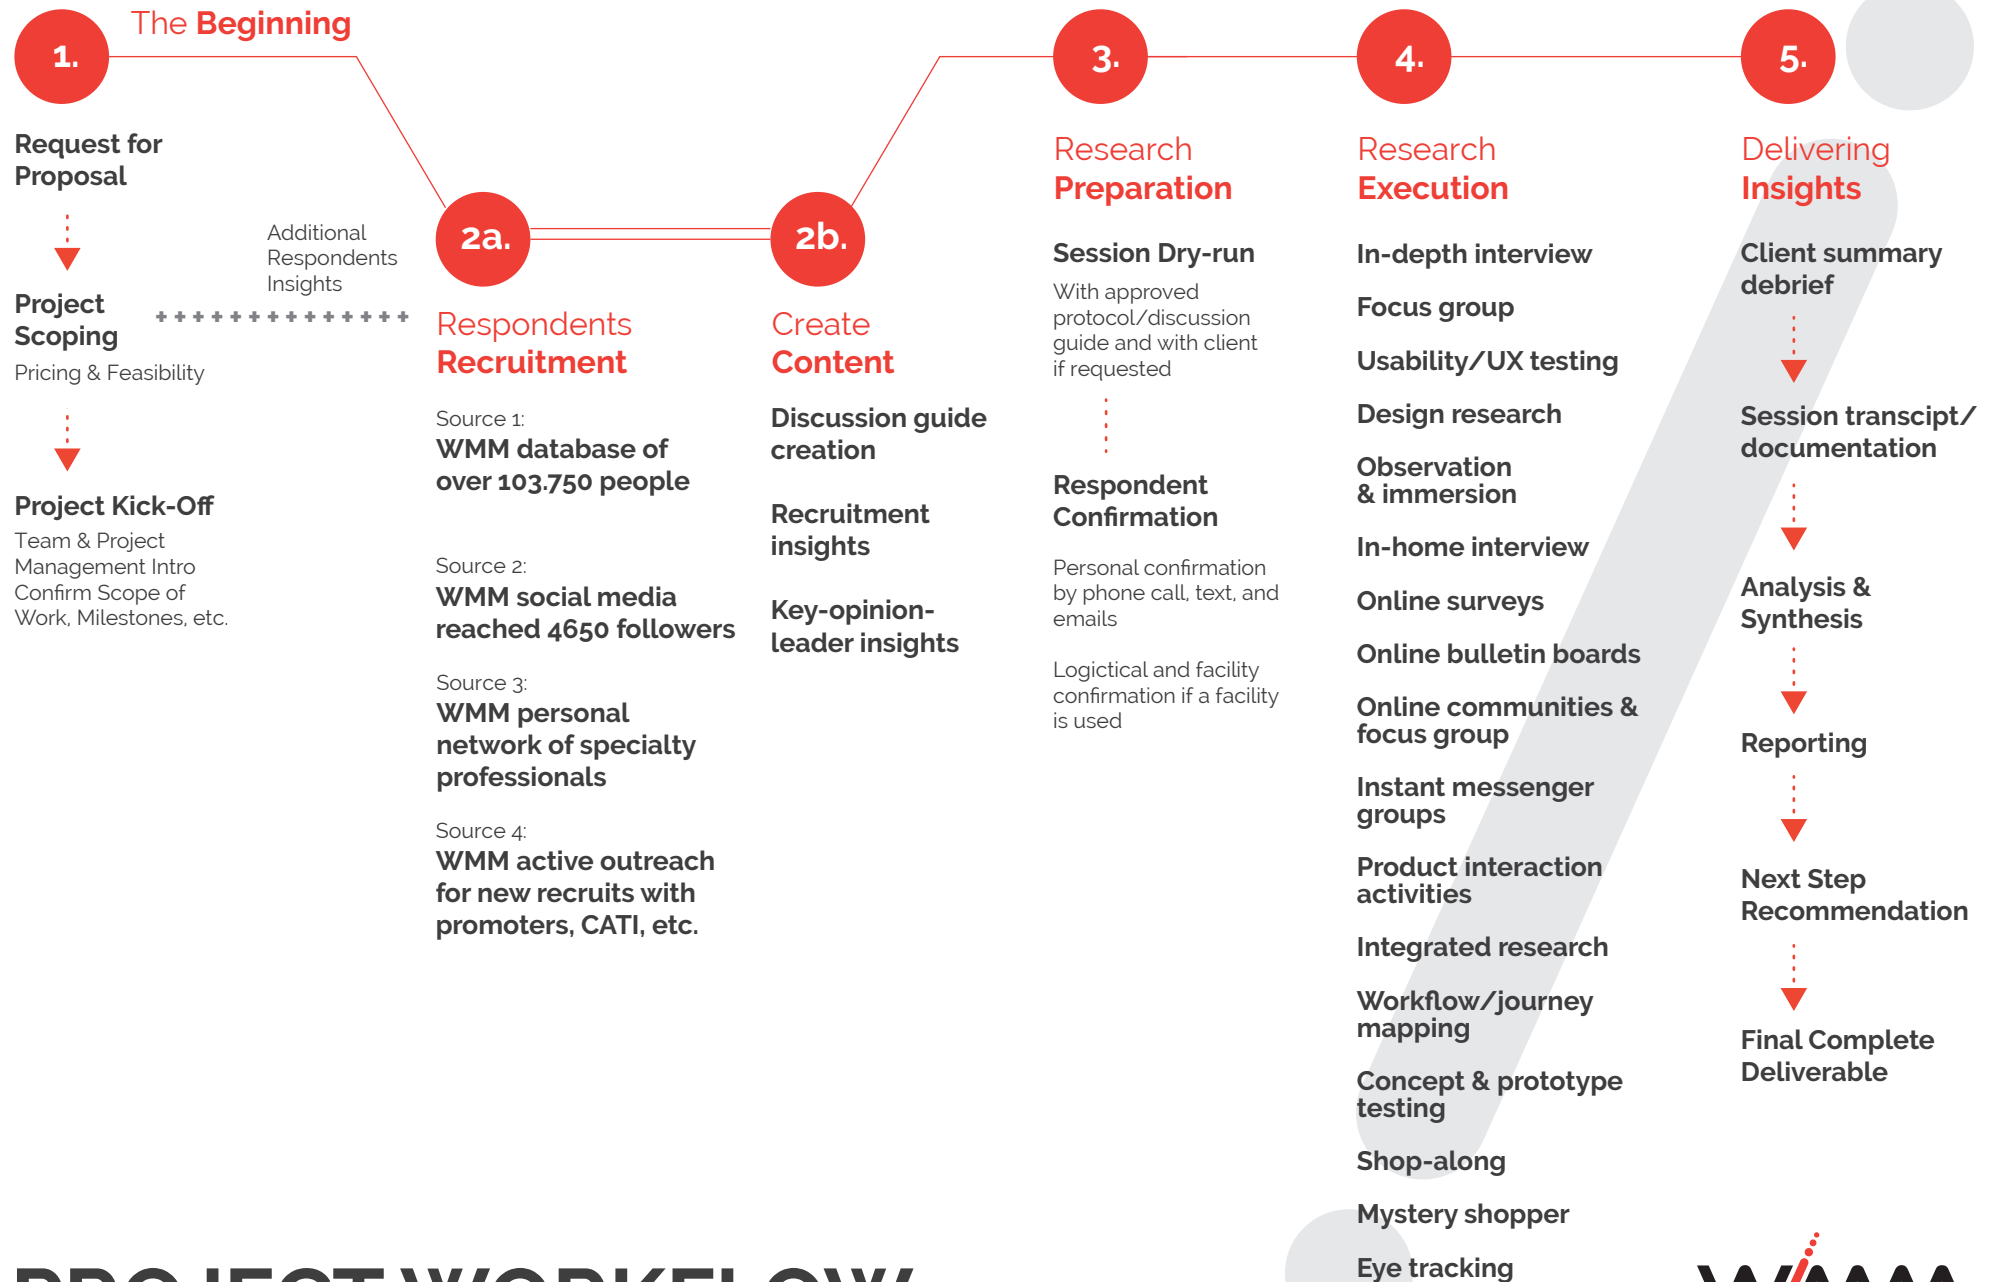 1.
The Beginning
Request for
Proposal
Project
Scoping
Pricing & Feasibility
Project Kick-Off
Team & Project
Management Intro
Confirm Scope of
Work, Milestones, etc.
Additional
Respondents
Insights
2a.
Respondents
Recruitment
Source 1:
WMM database of
over 103.750 people
Source 2:
WMM social media
reached 4650 followers
Source 3:
WMM personal
network of specialty
professionals
Source 4:
WMM active outreach
for new recruits with
promoters, CATI, etc.
2b.
Create
Content
Discussion guide
creation
Recruitment
insights
Key-opinion-
leader insights
3.
Research
Preparation
Session Dry-run
With approved
protocol/discussion
guide and with client
if requested
Respondent
Confirmation
Personal confirmation
by phone call, text, and
emails
Logictical and facility
confirmation if a facility
is used
4.
Research
Execution
In-depth interview
Focus group
Usability/UX testing
Design research
Observation
& immersion
In-home interview
Online surveys
Online bulletin boards
Online communities &
focus group
Instant messenger
groups
Product interaction
activities
Integrated research
Workflow/journey
mapping
Concept & prototype
testing
Shop-along
Mystery shopper
Eye tracking
5.
Delivering
Insights
Client summary
debrief
Session transcipt/
documentation
Analysis &
Synthesis
Reporting
Next Step
Recommendation
Final Complete
Deliverable
PROJECT WORKFLOW